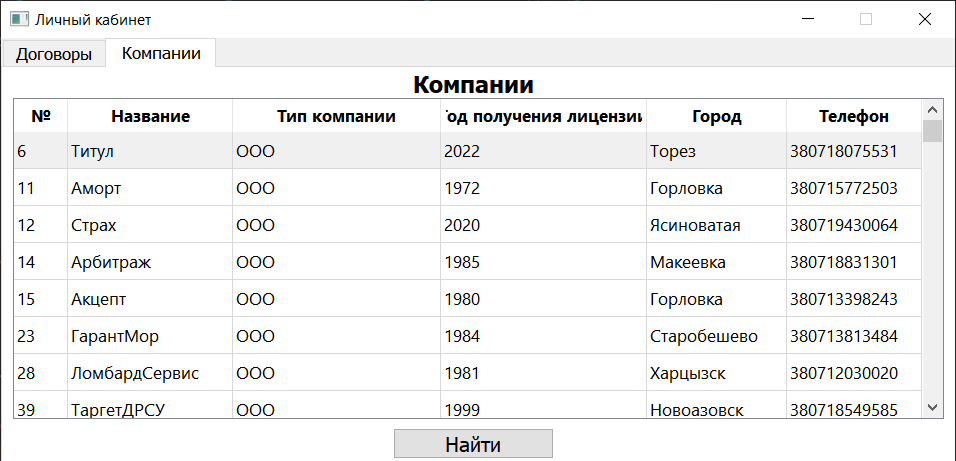 Личный кабинет
Договоры Компании
Компании
№ Название Тип компании од получения лицензии Город Телефон
6 Титул ООО 2022 Торез 380718075531
11 Аморт ООО 1972 Горловка 380715772503
12 Страх ООО 2020 Ясиноватая 380719430064
14 Арбитраж ООО 1985 Макеевка 380718831301
15 Акцепт ООО 1980 Горловка 380713398243
23 ГарантМор ООО 1984 Старобешево 380713813484
28 ЛомбардСервис ООО 1981 Харцызск 380712030020
39 ТаргетДРСУ ООО 1999 Новоазовск 380718549585
Найти